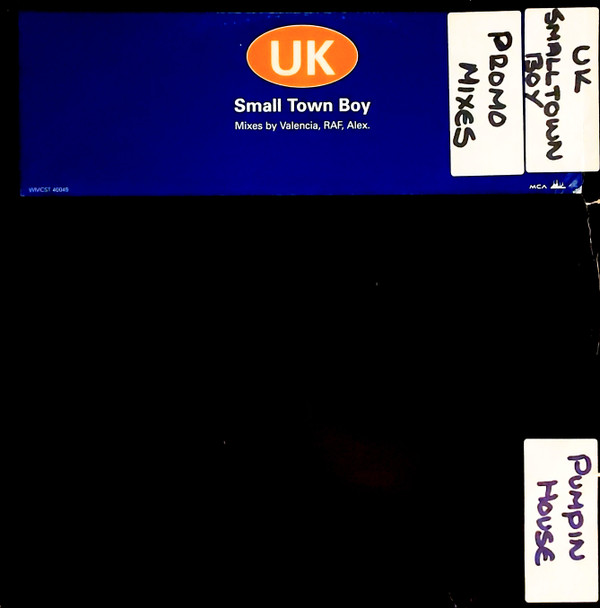 UK
Small Town Boy
Mixes by Valencia, RAF, Alex.
WMCST 40049
MCA
PROMO
MIXES
UK
SMALLTOWN
BOY
PUMPIN
HOUSE